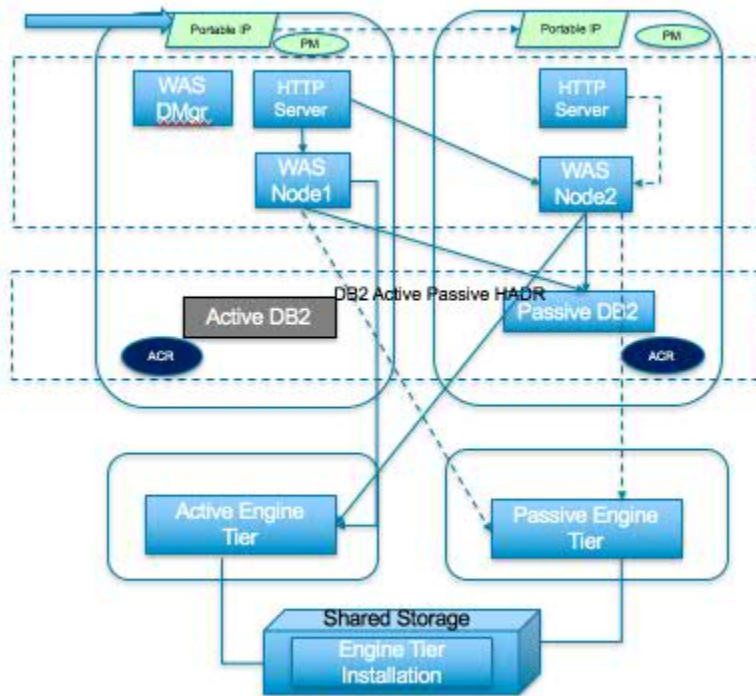 Portable IP
PM
Portable IP
PM
WAS
DMgr
HTTP
Server
HTTP
Server
WAS
Node1
WAS
Node2
DB2 Active Passive HADR
Active DB2
Passive DB2
ACR
ACR
Active Engine
Tier
Passive Engine
Tier
Shared Storage
Engine Tier
Installation